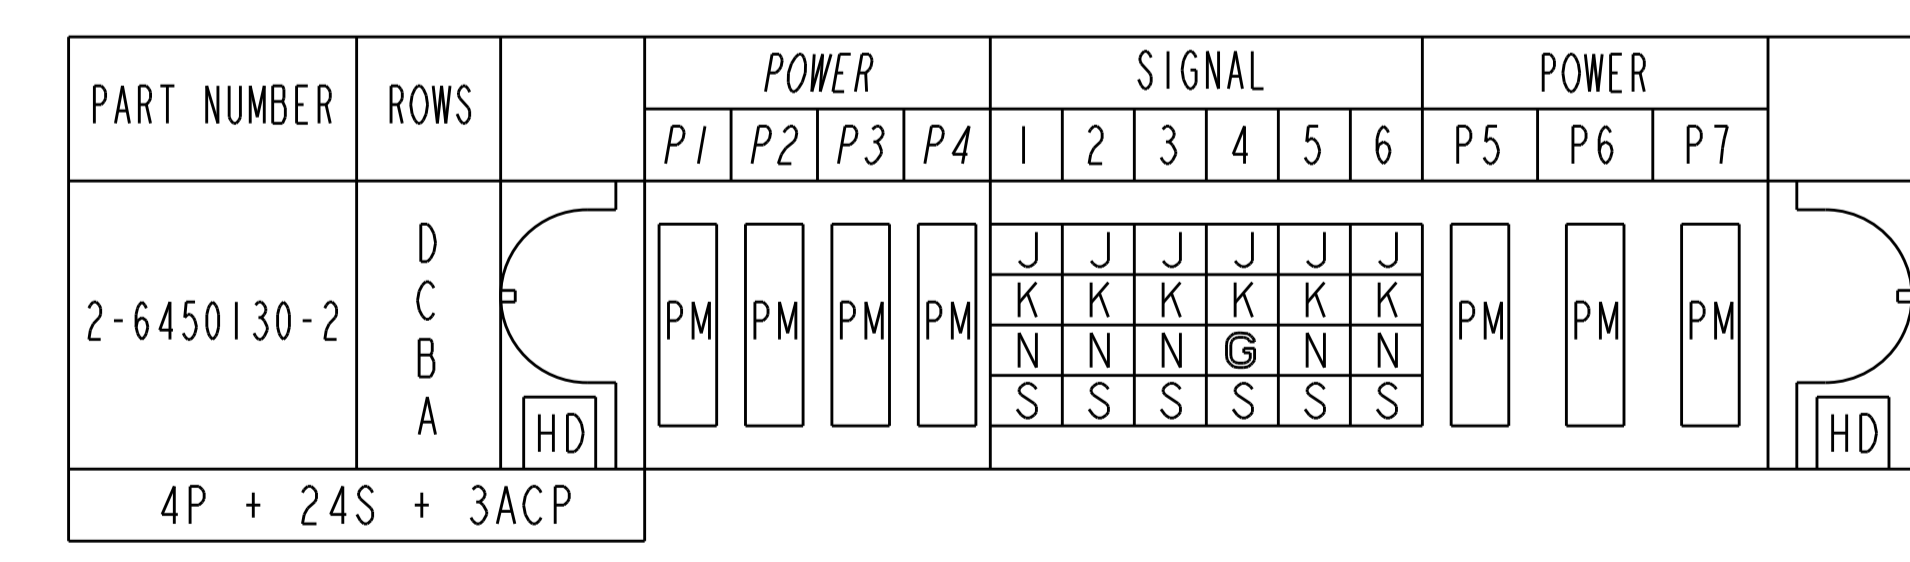 POWER SIGNAL POWER
PART NUMBER ROWS
P1 P2 P3 P4 1 2 3 4 5 6 P5 P6 P7
D J J J J J J
C K K K K K K
2-6450130-2 PM PM PM PM PM PM PM
B N N N G N N
A S S S S S S
HD HD
4P + 24S + 3ACP